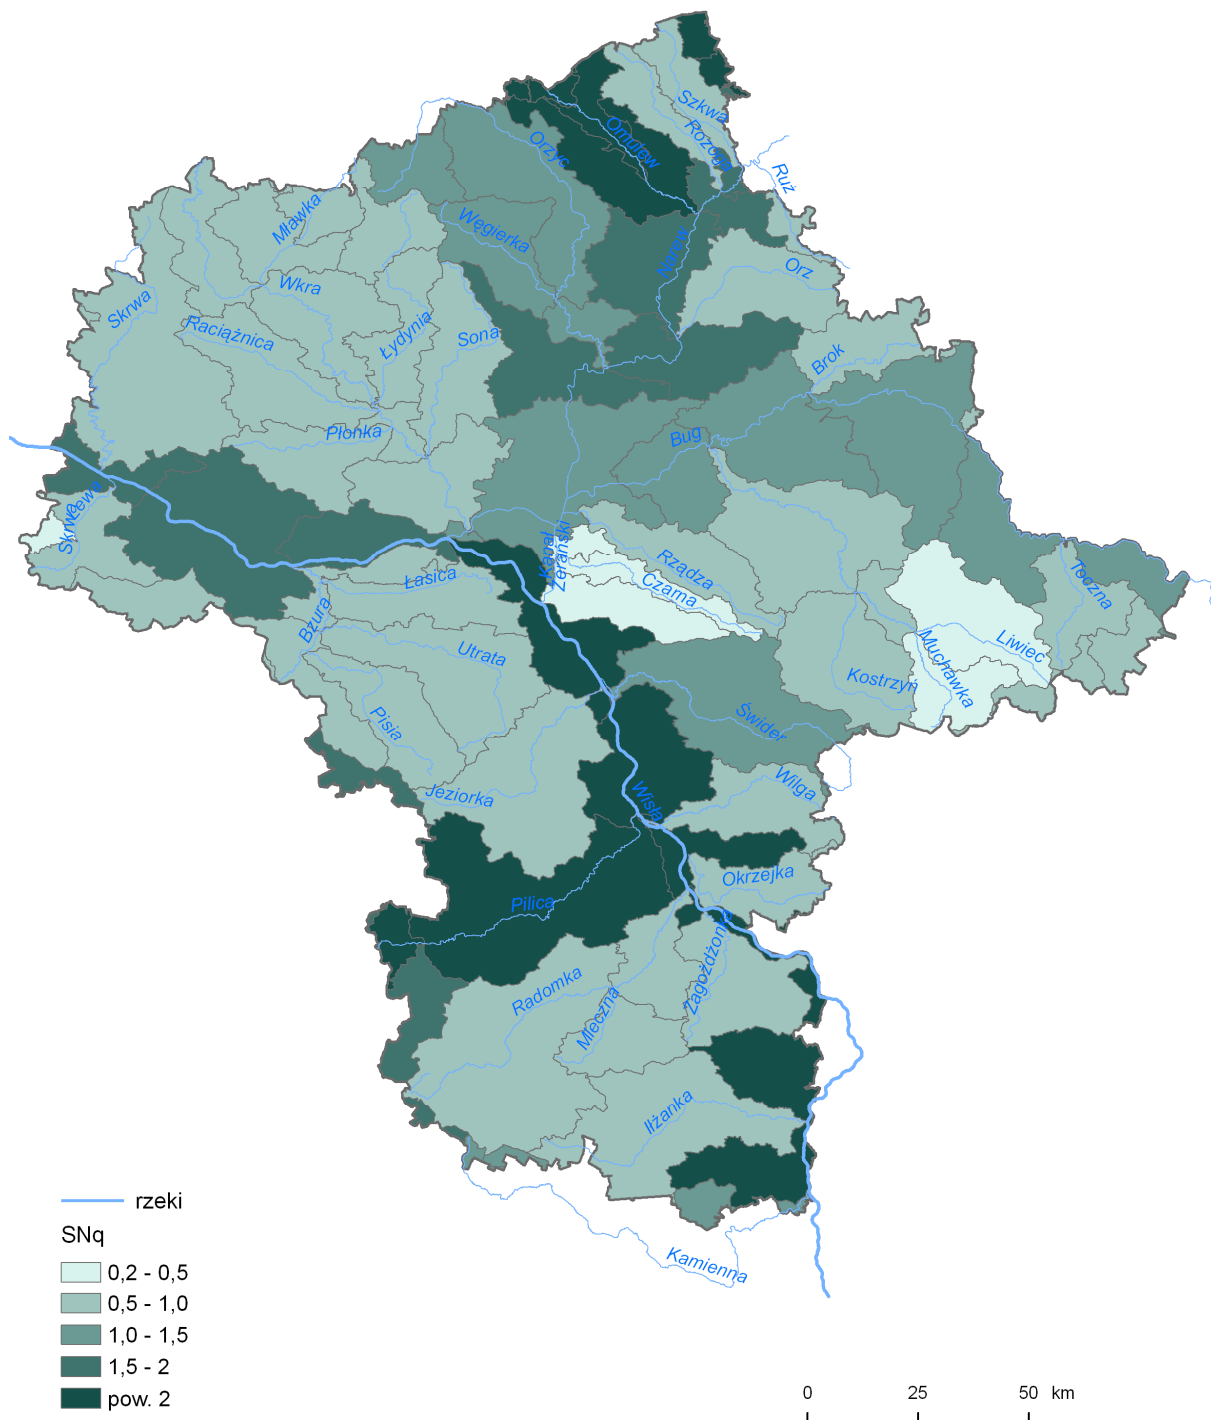 Szkwa
Rozoga
Omulew
Orzyc
Ruż
Mławka
Węgierka
Narew
Orz
Wkra
Skrwa
Raciążnica
Łydynia
Sona
Brok
Płonka
Bug
Skrwa Lewa
Kanał
Żerański
Rządza
Czarna
Łasica
Toczna
Bzura
Utrata
Liwiec
Muchawka
Kostrzyń
Pisia
Świder
Jeziorka
Wilga
Wisła
Okrzejka
Pilica
Zagożdżonka
Radomka
Mleczna
Iłżanka
Kamienna
rzeki
SNq
0,2 - 0,5
0,5 - 1,0
1,0 - 1,5
1,5 - 2
pow. 2
0 25 50 km